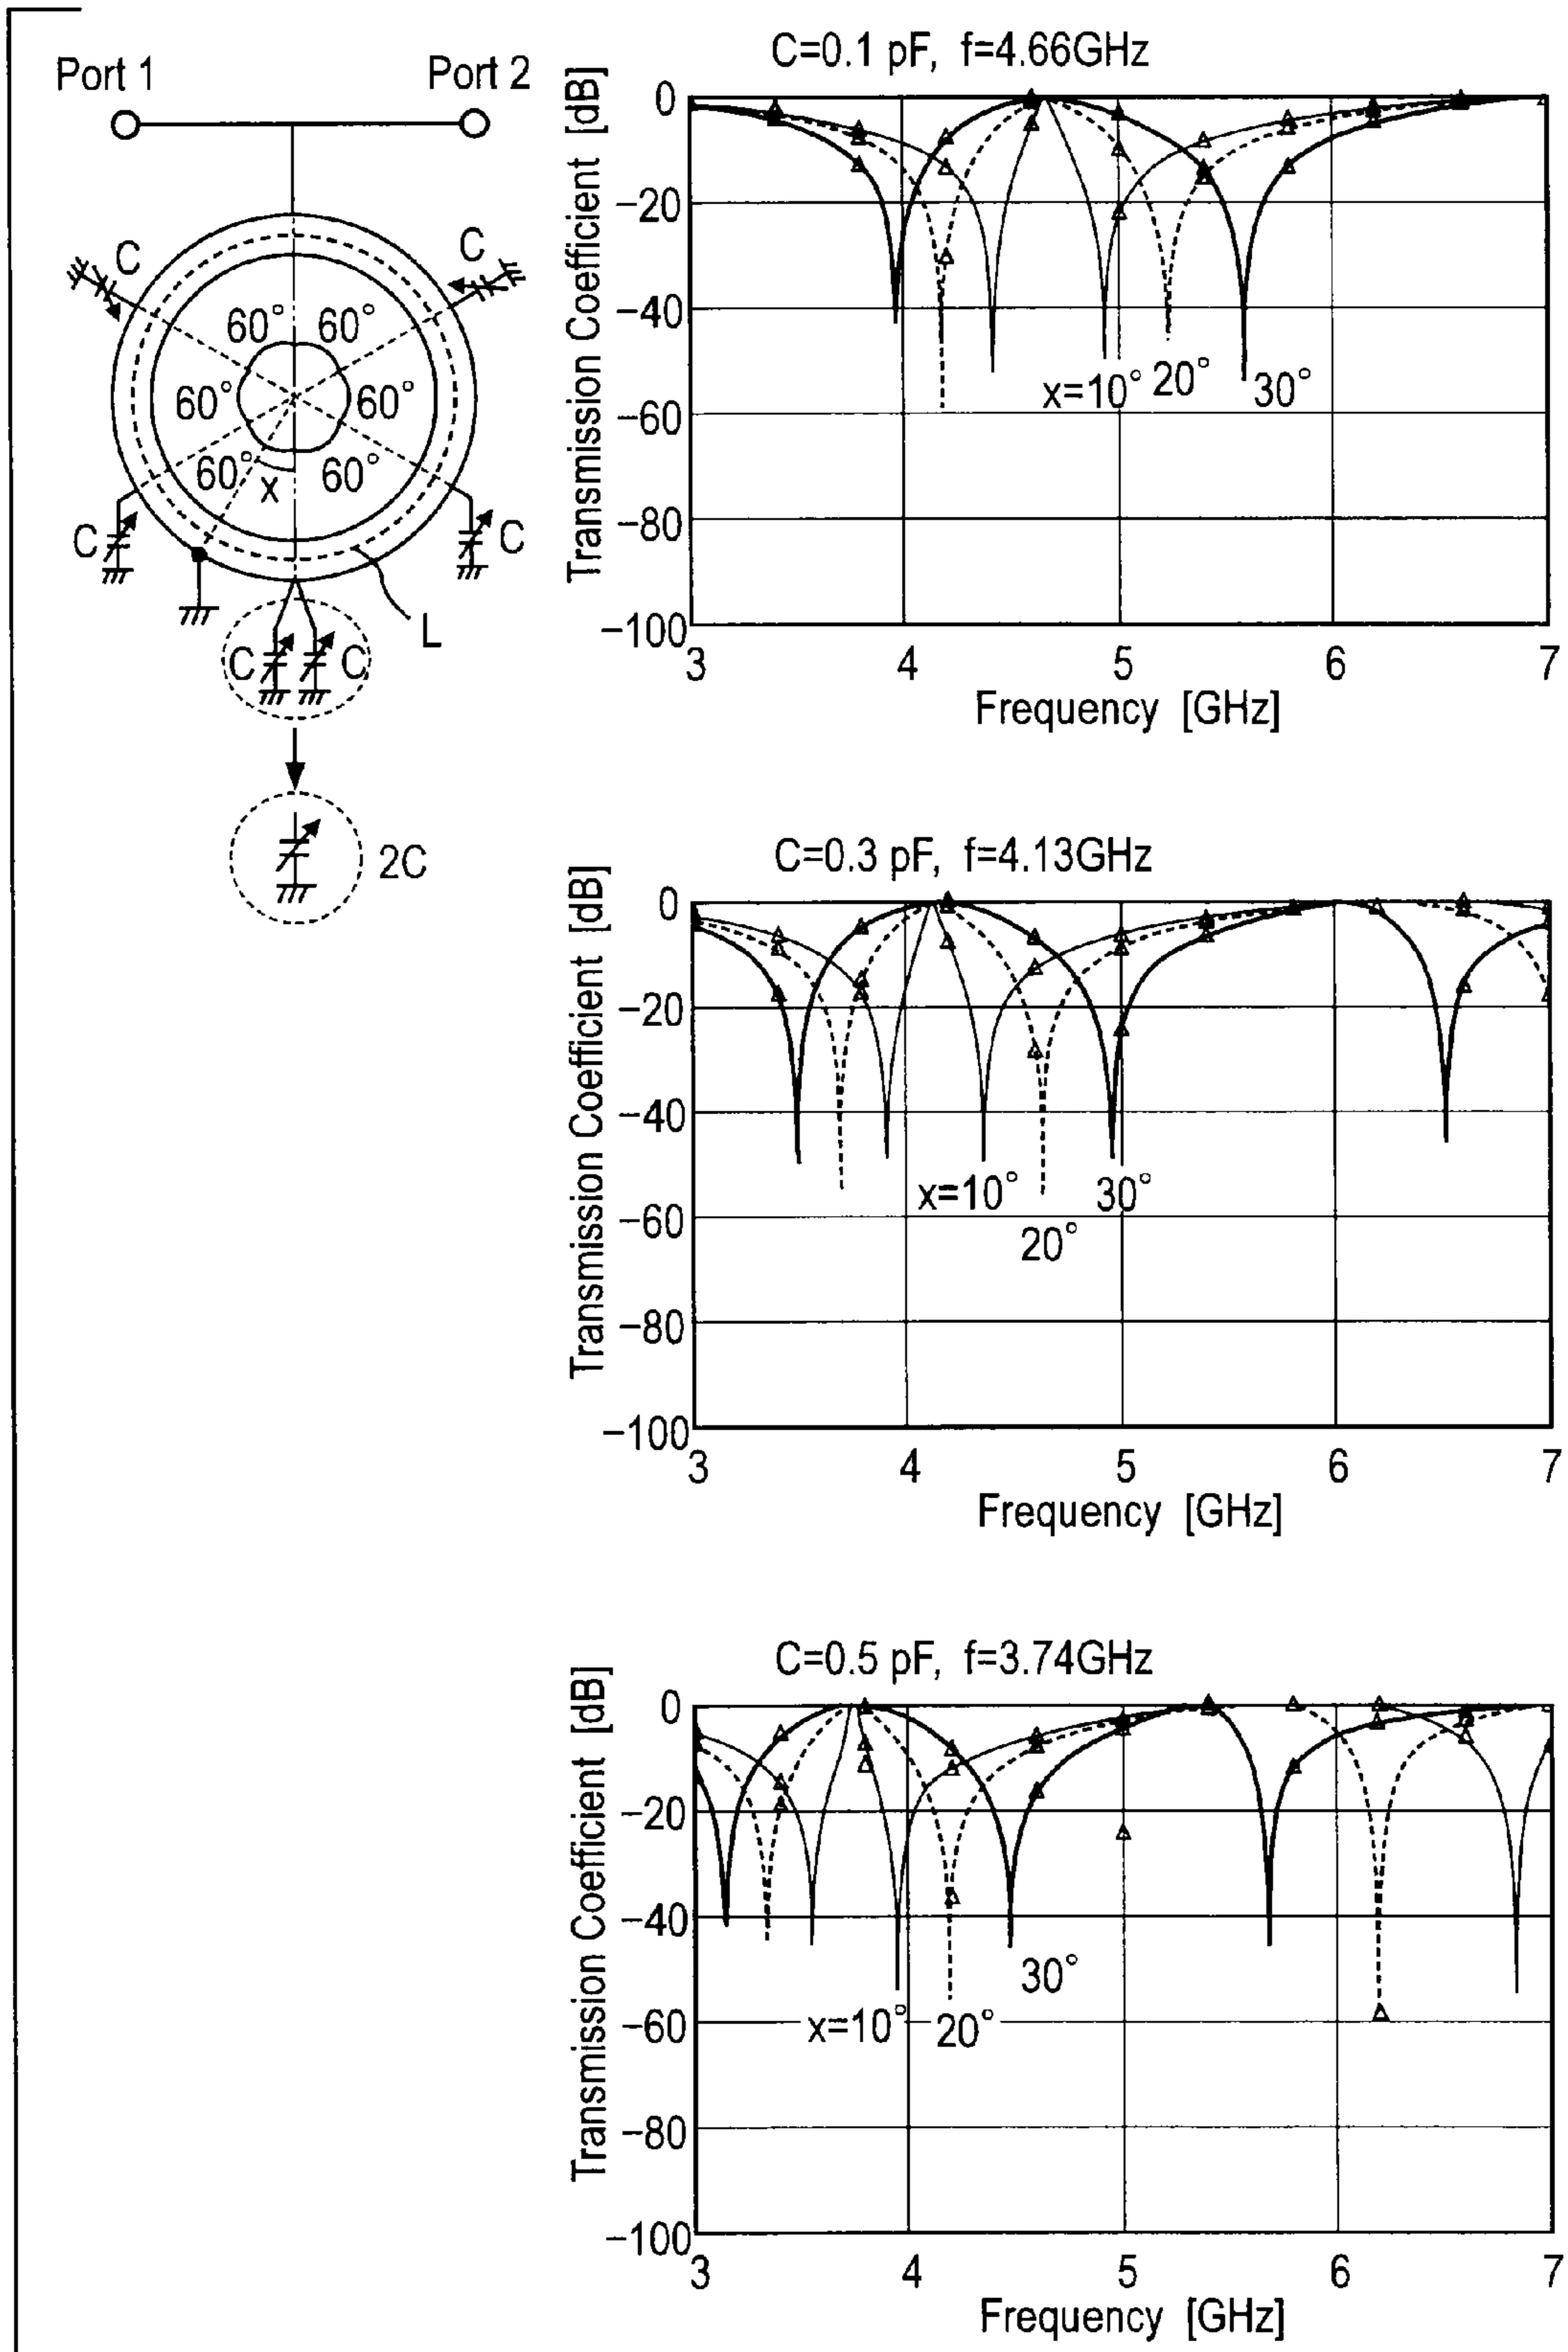 Port 1
Port 2
C
C
60° 60°
60° 60°
60° 60°
x
C
C
L
C C
2C
C=0.1 pF, f=4.66GHz
Transmission Coefficient [dB]
0
−20
−40
−60
−80
−100
x=10° 20° 30°
3 4 5 6 7
Frequency [GHz]
C=0.3 pF, f=4.13GHz
Transmission Coefficient [dB]
0
−20
−40
−60
−80
−100
x=10° 30°
20°
3 4 5 6 7
Frequency [GHz]
C=0.5 pF, f=3.74GHz
Transmission Coefficient [dB]
0
−20
−40
−60
−80
−100
30°
x=10° 20°
3 4 5 6 7
Frequency [GHz]